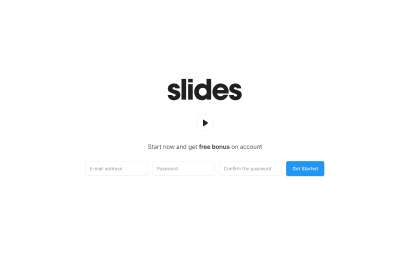 slides
Start now and get free bonus on account
E-mail address
Password
Confirm the password
Get Started